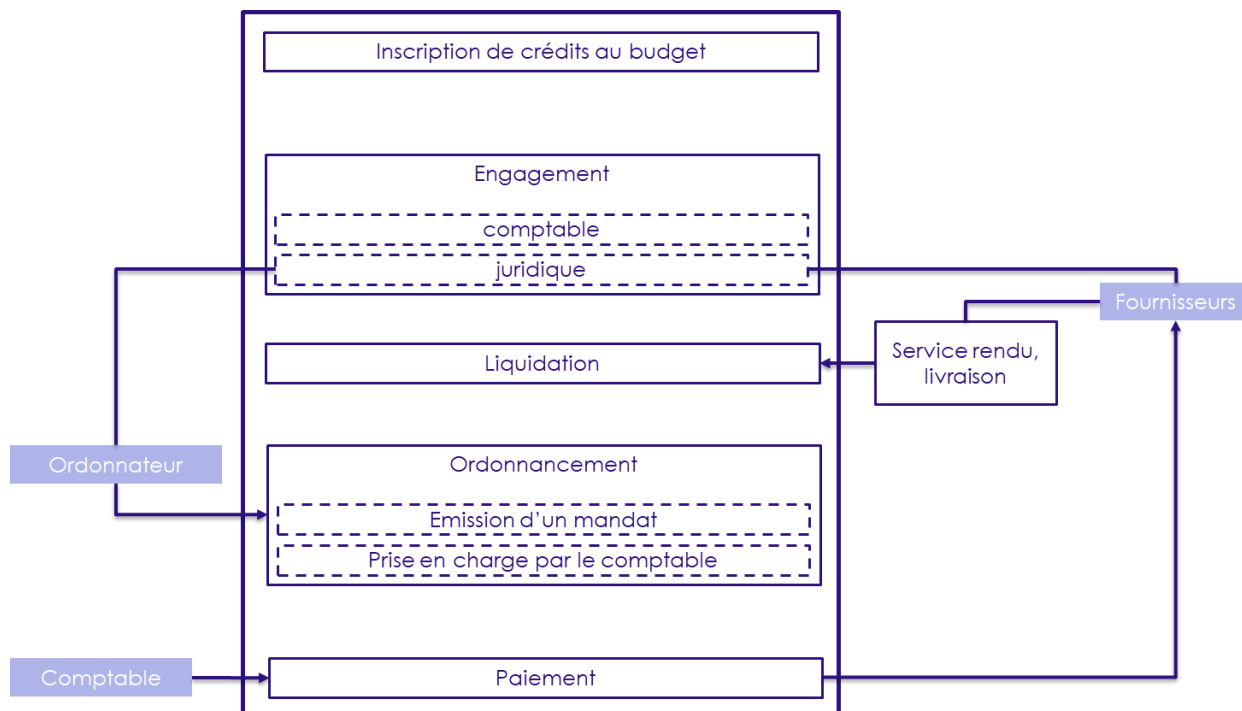 Inscription de crédits au budget
Engagement
comptable
juridique
Fournisseurs
Service rendu,
livraison
Liquidation
Ordonnateur
Ordonnancement
Emission d'un mandat
Prise en charge par le comptable
Comptable
Paiement